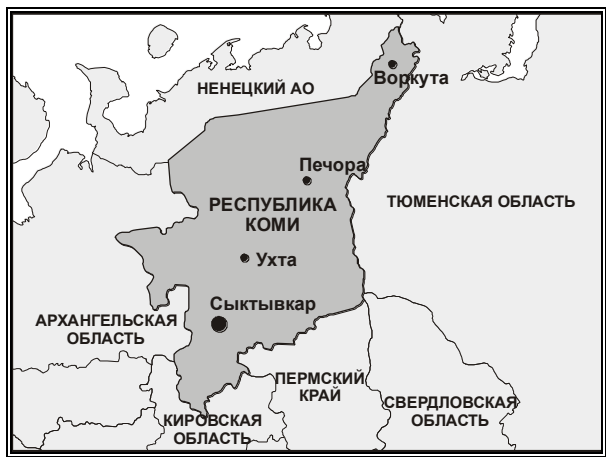 Воркута
НЕНЕЦКИЙ АО
Печора
РЕСПУБЛИКА
КОМИ
ТЮМЕНСКАЯ ОБЛАСТЬ
Ухта
Сыктывкар
АРХАНГЕЛЬСКАЯ
ОБЛАСТЬ
ПЕРМСКИЙ
КРАЙ
СВЕРДЛОВСКАЯ
ОБЛАСТЬ
КИРОВСКАЯ
ОБЛАСТЬ